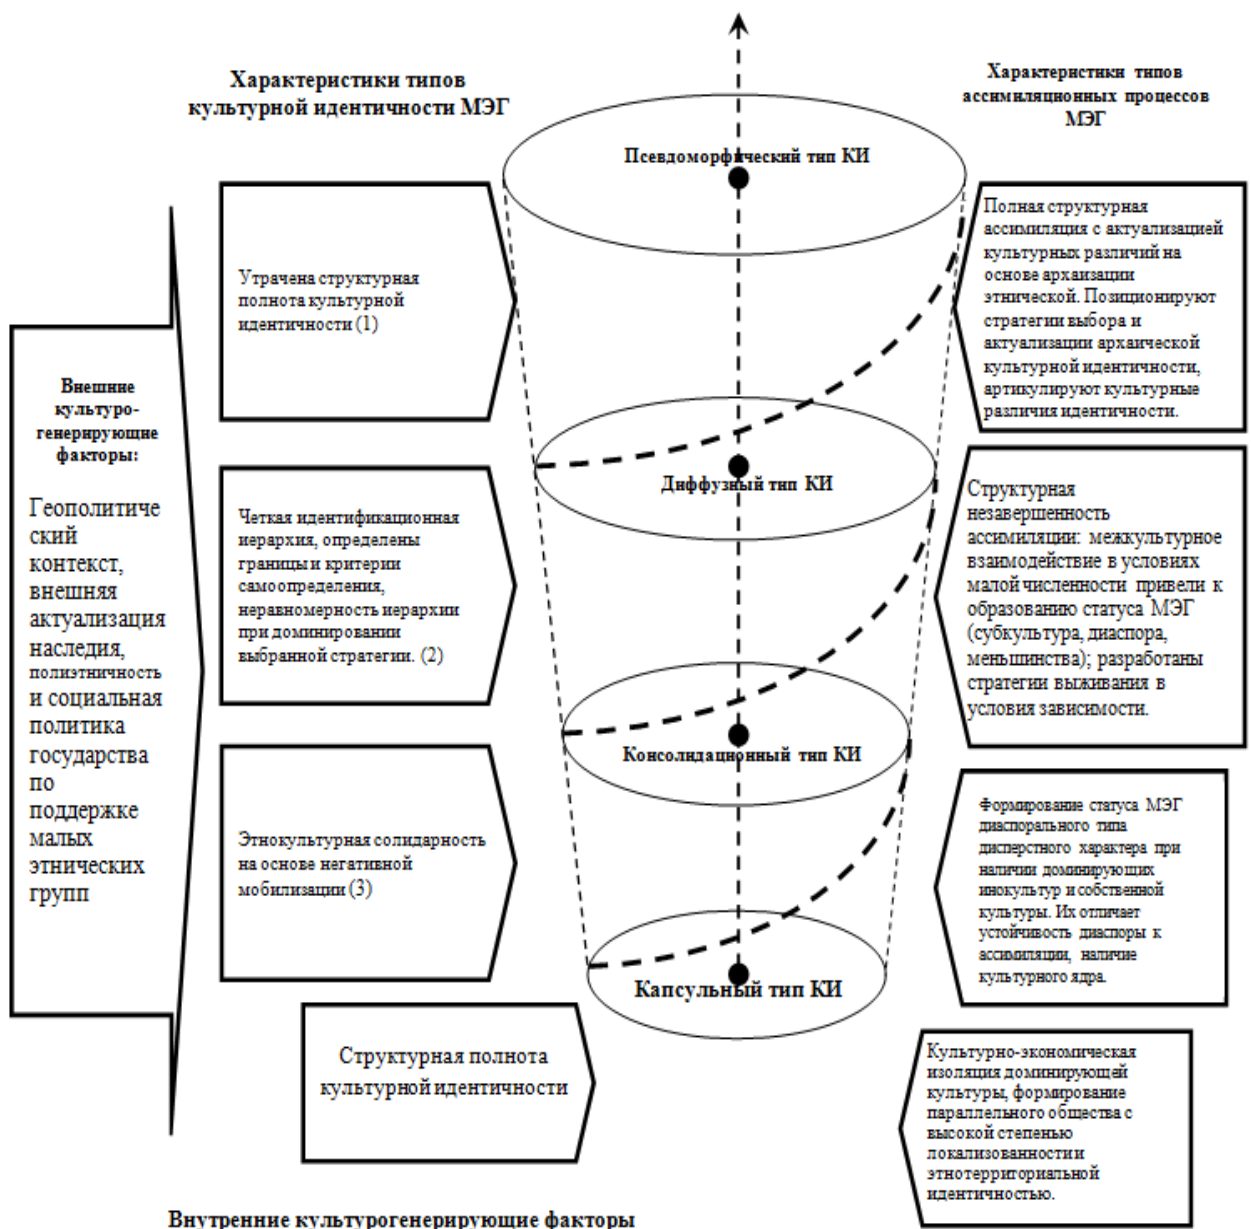 Характеристики типов
культурной идентичности МЭГ
Характеристики типов
ассимиляционных процессов
МЭГ
Псевдоморфический тип КИ
Утрачена структурная
полнота культурной
идентичности (1)
Полная структурная
ассимиляция с актуализацией
культурных различий на
основе архаизации
этнической. Позиционируют
стратегии выбора и
актуализации архаической
культурной идентичности,
артикулируют культурные
различия идентичности.
Внешние
культуро-
генерирующие
факторы:
Геополитиче
ский
контекст,
внешняя
актуализация
наследия,
полиэтничность
и социальная
политика
государства
по
поддержке
малых
этнических
групп
Диффузный тип КИ
Четкая идентификационная
иерархия, определены
границы и критерии
самоопределения,
неравномерность иерархии
при доминировании
выбранной стратегии. (2)
Структурная
незавершенность
ассимиляции: межкультурное
взаимодействие в условиях
малой численности привели к
образованию статуса МЭГ
(субкультура, диаспора,
меньшинства); разработаны
стратегии выживания в
условия зависимости.
Консолидационный тип КИ
Этнокультурная солидарность
на основе негативной
мобилизации (3)
Формирование статуса МЭГ
диаспорального типа
дисперстного характера при
наличии доминирующих
инокультур и собственной
культуры. Их отличает
устойчивость диаспоры к
ассимиляции, наличие
культурного ядра.
Капсульный тип КИ
Структурная полнота
культурной идентичности
Культурно-экономическая
изоляция доминирующей
культуры, формирование
параллельного общества с
высокой степенью
локализованности и
этнотерриториальной
идентичностью.
Внутренние культурогенерирующие факторы